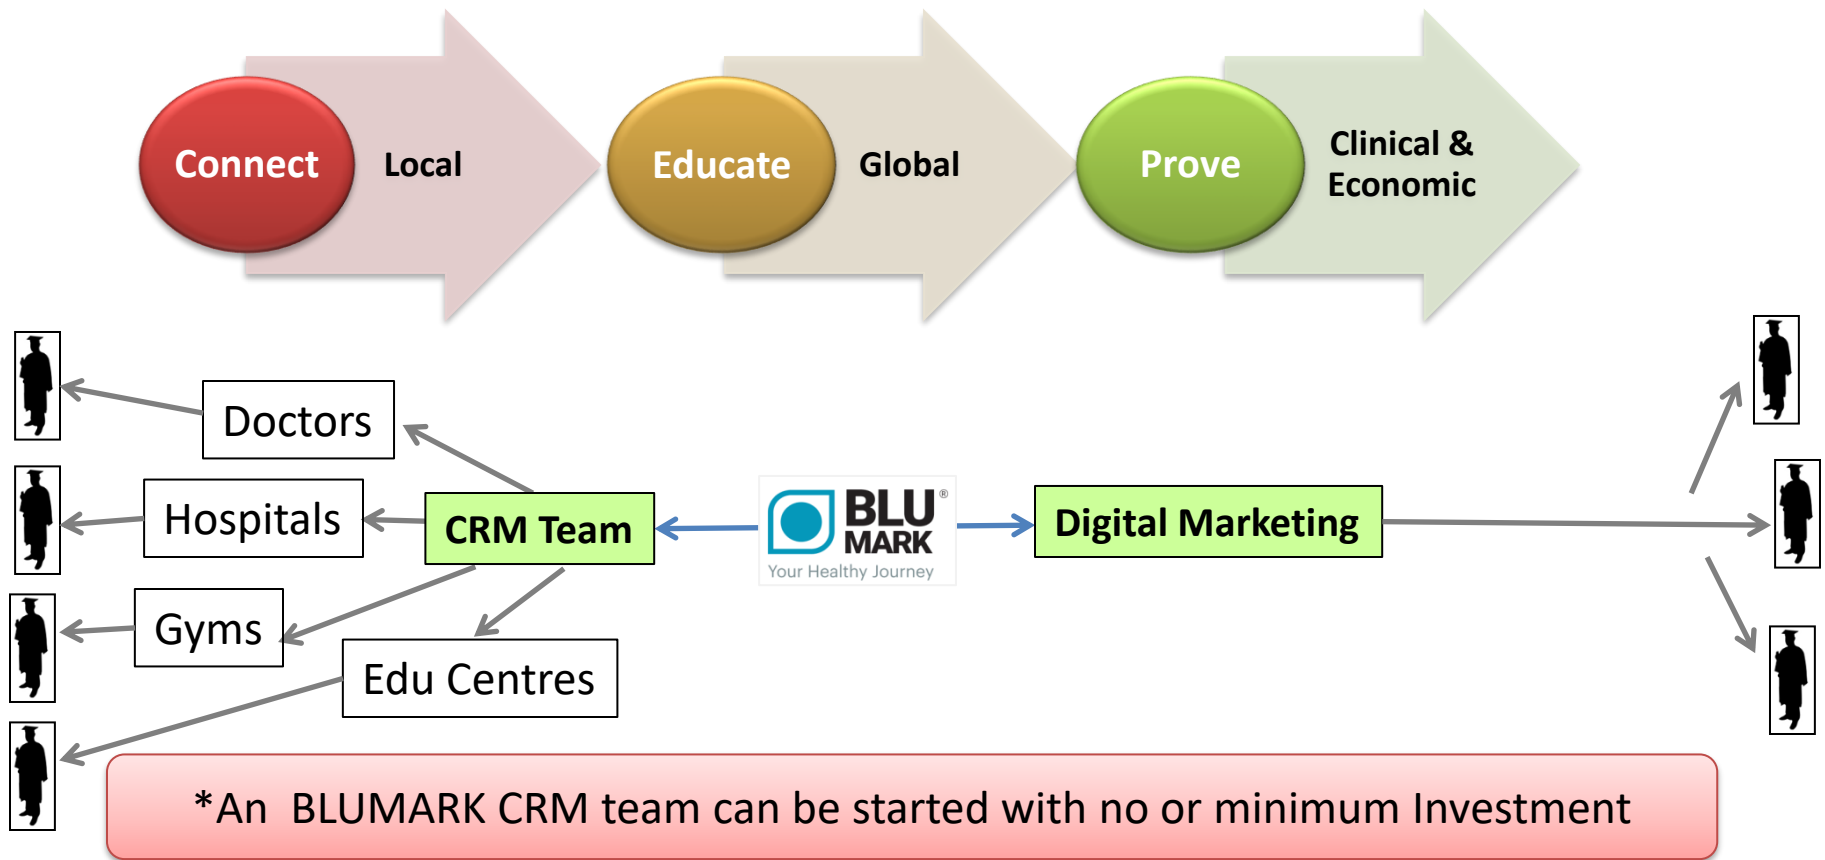 Connect
Local
Educate
Global
Prove
Clinical &
Economic
Doctors
Hospitals
CRM Team
BLU®
MARK
Your Healthy Journey
Digital Marketing
Gyms
Edu Centres
*An  BLUMARK CRM team can be started with no or minimum Investment